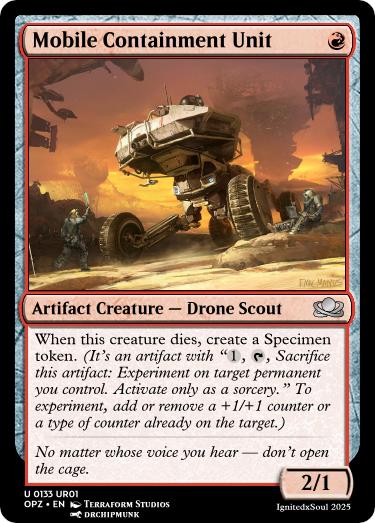 Mobile Containment Unit
Artifact Creature — Drone Scout
When this creature dies, create a Specimen
token. (It's an artifact with "1, , Sacrifice
this artifact: Experiment on target permanent
you control. Activate only as a sorcery." To
experiment, add or remove a +1/+1 counter or
a type of counter already on the target.)
No matter whose voice you hear — don't open
the cage.
2/1
U 0133 UR01
OPZ • EN Terraform Studios
DrChipmunk
IgnitedxSoul 2025